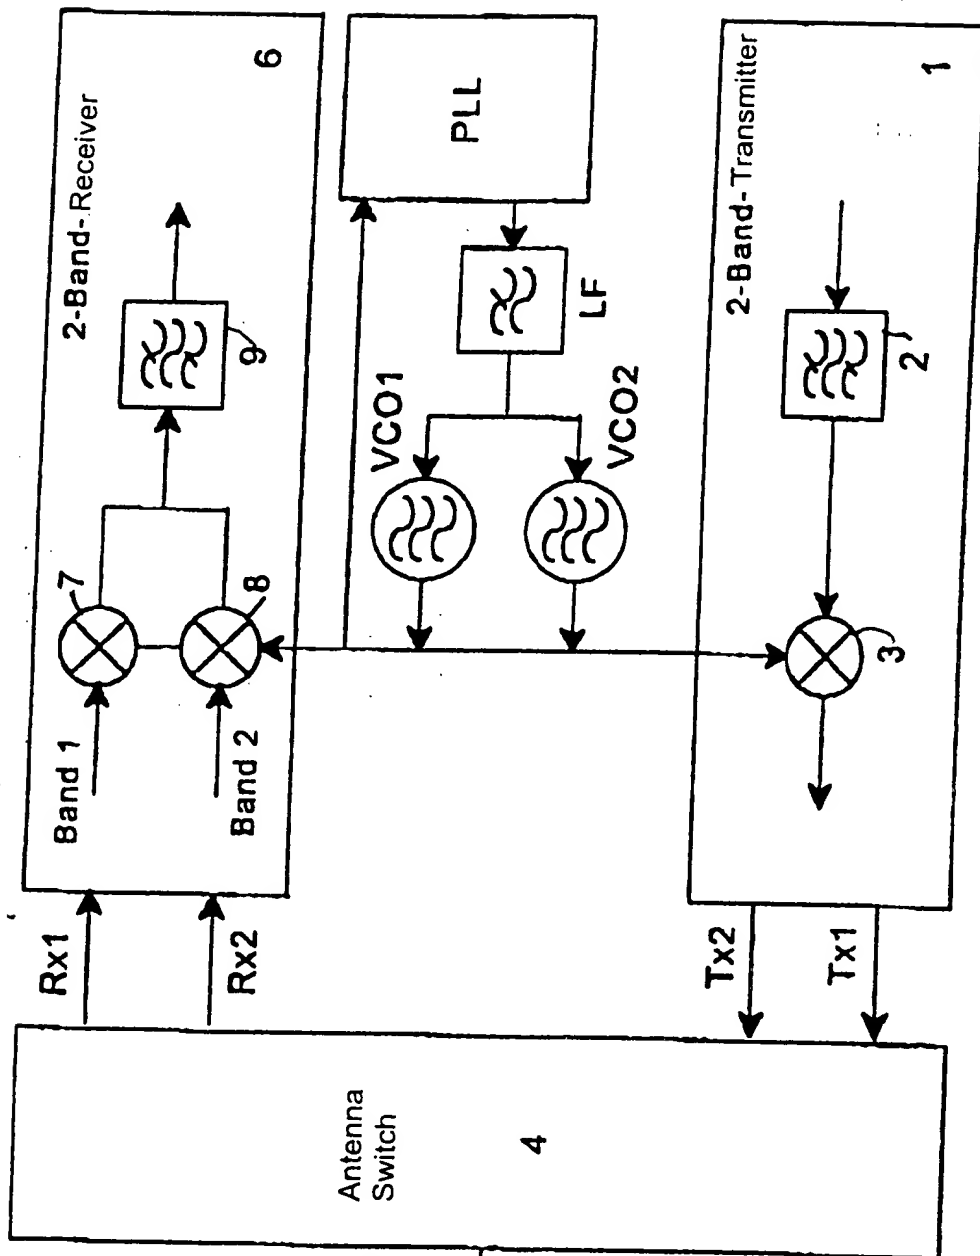 2-Band-Receiver
6
7
8
9
Band 1
Band 2
Rx1
Rx2
PLL
LF
VCO1
VCO2
2-Band-Transmitter
1
2
3
Tx2
Tx1
Antenna
Switch
4